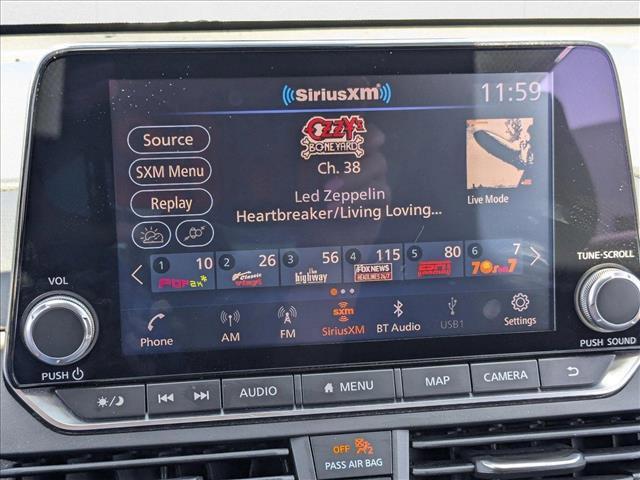 SiriusXM
11:59
Source
OZZY'S
BONEYARD
Ch. 38
SXM Menu
Led Zeppelin
Replay
Heartbreaker/Living Loving...
Live Mode
1 10
2 26
3 56
4 115
5 80
6 7
POP2K
Classic Vinyl
the highway
FOX NEWS
HEADLINES 24/7
ESPN
70s on 7
sxm
Phone
AM
FM
SiriusXM
BT Audio
USB1
Settings
VOL
PUSH
TUNE·SCROLL
PUSH SOUND
AUDIO
MENU
MAP
CAMERA
OFF 2
PASS AIR BAG